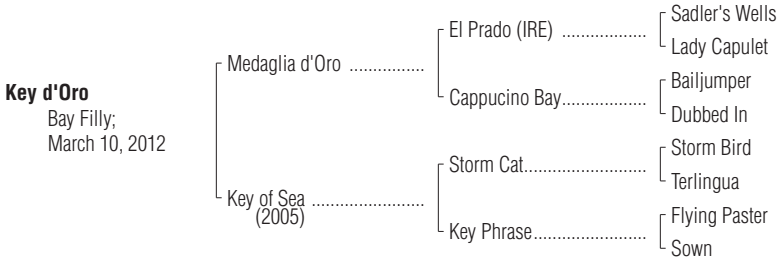 Key d'Oro
Bay Filly;
March 10, 2012
Medaglia d'Oro ................
Key of Sea ........................
(2005)
El Prado (IRE) ..................
Cappucino Bay..................
Storm Cat..........................
Key Phrase........................
Sadler's Wells
Lady Capulet
Bailjumper
Dubbed In
Storm Bird
Terlingua
Flying Paster
Sown